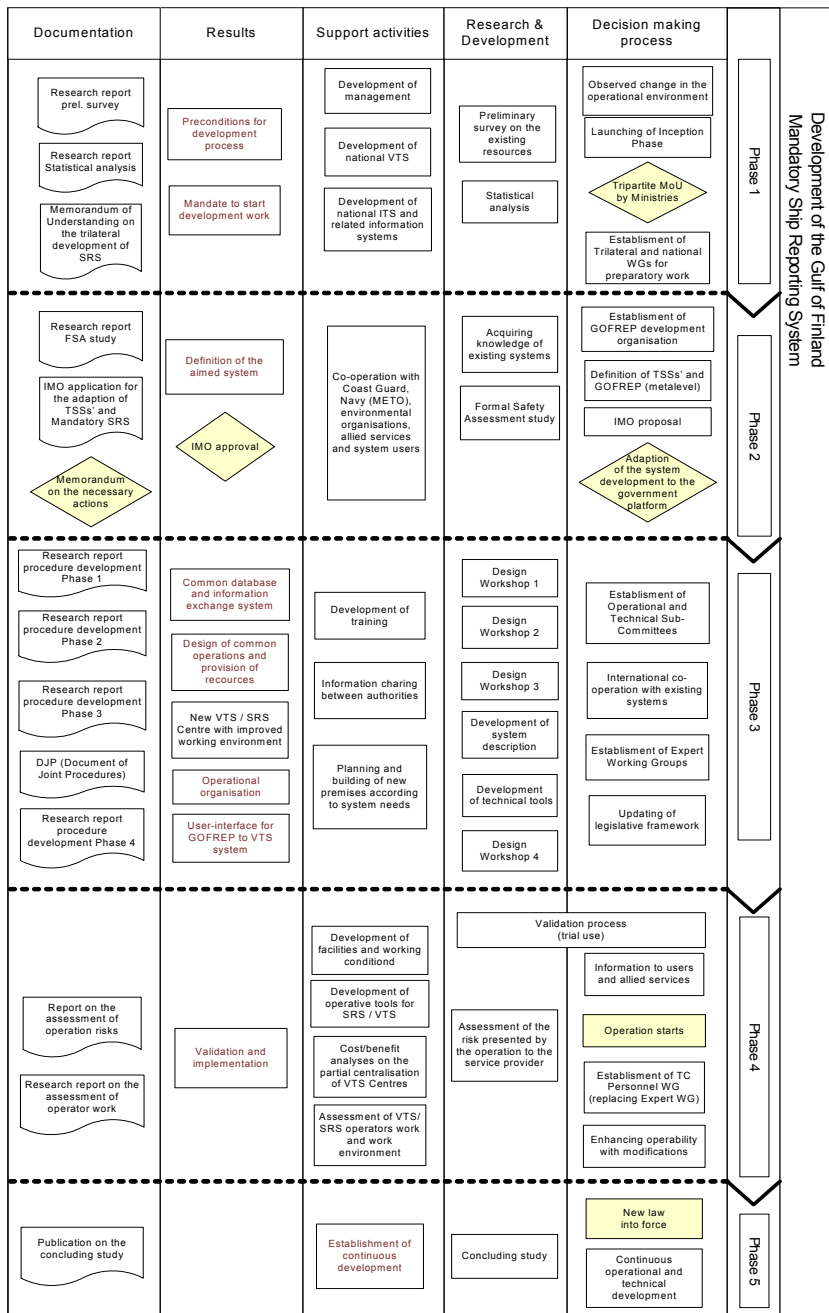 Development of the Gulf of Finland
Mandatory Ship Reporting System
Documentation
Results
Support activities
Research &
Development
Decision making
process
Phase 1
Research report
prel. survey
Research report
Statistical analysis
Memorandum of
Understanding on
the trilateral
development of
SRS
Preconditions for
development
process
Mandate to start
development work
Development of
management
Development of
national VTS
Development of
national ITS and
related information
systems
Preliminary
survey on the
existing
resources
Statistical
analysis
Observed change in the
operational environment
Launching of Inception
Phase
Tripartite MoU
by Ministries
Establisment of
Trilateral and national
WGs for
preparatory work
Phase 2
Research report
FSA study
IMO application for
the adaption of
TSSs' and
Mandatory SRS
Memorandum
on the necessary
actions
Definition of the
aimed system
IMO approval
Co-operation with
Coast Guard,
Navy (METO),
environmental
organisations,
allied services
and system users
Acquiring
knowledge of
existing systems
Formal Safety
Assessment study
Establisment of
GOFREP development
organisation
Definition of TSSs' and
GOFREP (metalevel)
IMO proposal
Adaption
of the system
development to the
government
platform
Phase 3
Research report
procedure development
Phase 1
Research report
procedure development
Phase 2
Research report
procedure development
Phase 3
DJP (Document of
Joint Procedures)
Research report
procedure
development Phase 4
Common database
and information
exchange system
Design of common
operations and
provision of
recources
New VTS / SRS
Centre with improved
working environment
Operational
organisation
User-interface for
GOFREP to VTS
system
Development of
training
Information charing
between authorities
Planning and
building of new
premises according
to system needs
Design
Workshop 1
Design
Workshop 2
Design
Workshop 3
Development of
system
description
Development
of technical tools
Design
Workshop 4
Establisment of
Operational and
Technical Sub-
Committees
International co-
operation with existing
systems
Establisment of Expert
Working Groups
Updating of
legislative framework
Phase 4
Report on the
assessment of
operation risks
Research report on the
assessment of
operator work
Validation and
implementation
Development of
facilities and working
conditiond
Development of
operative tools for
SRS / VTS
Cost/benefit
analyses on the
partial centralisation
of VTS Centres
Assessment of VTS/
SRS operators work
and work
environment
Validation process
(trial use)
Assessment of the
risk presented by
the operation to the
service provider
Information to users
and allied services
Operation starts
Establisment of TC
Personnel WG
(replacing Expert WG)
Enhancing operability
with modifications
Phase 5
Publication on the
concluding study
Establishment of
continuous
development
Concluding study
New law
into force
Continuous
operational and
technical
development